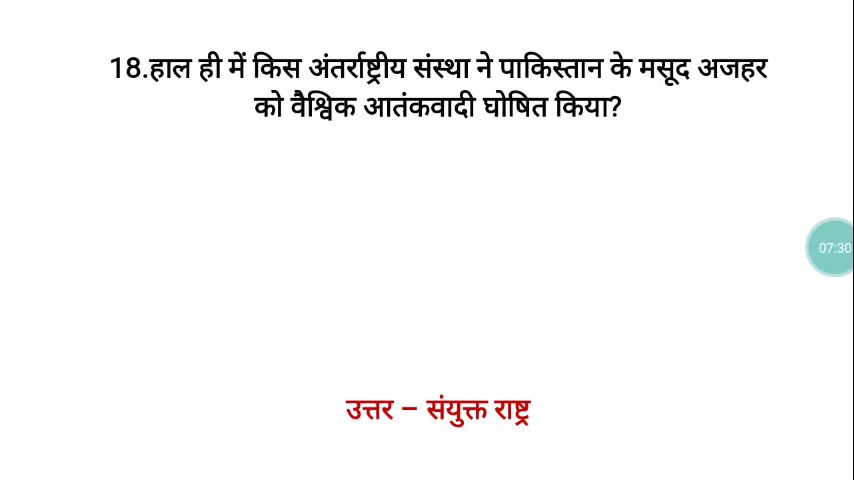 18.हाल ही में किस अंतर्राष्ट्रीय संस्था ने पाकिस्तान के मसूद अजहर
को वैश्विक आतंकवादी घोषित किया?
07:30
उत्तर – संयुक्त राष्ट्र